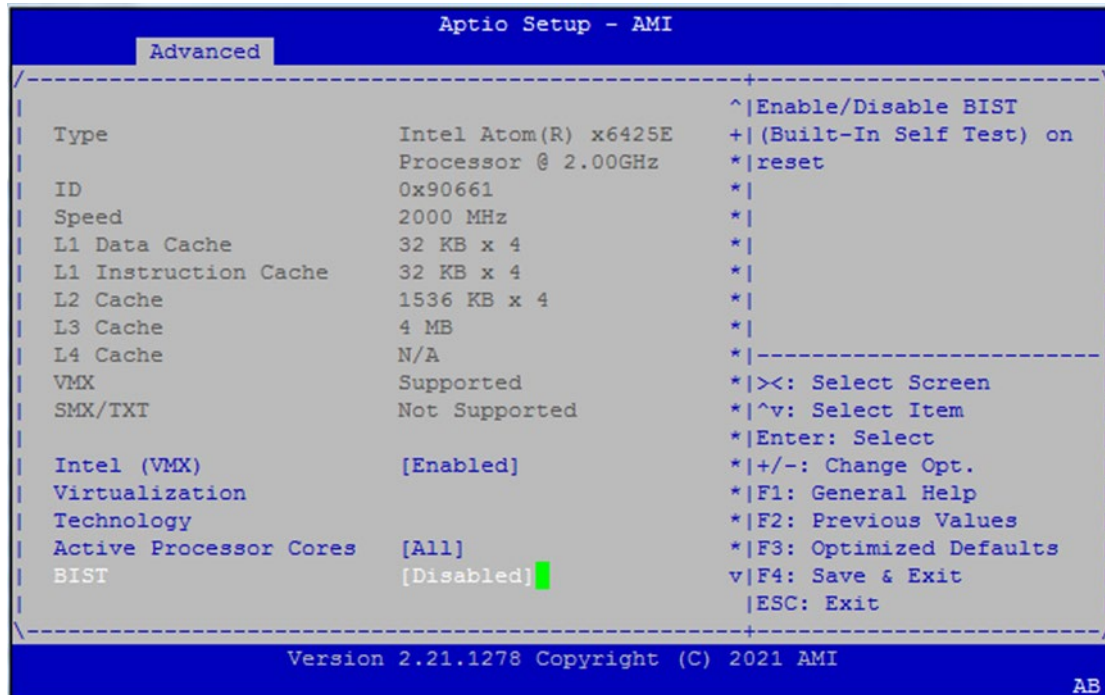 Aptio Setup - AMI
Advanced
Type Intel Atom(R) x6425E
Processor @ 2.00GHz
ID 0x90661
Speed 2000 MHz
L1 Data Cache 32 KB x 4
L1 Instruction Cache 32 KB x 4
L2 Cache 1536 KB x 4
L3 Cache 4 MB
L4 Cache N/A
VMX Supported
SMX/TXT Not Supported
Intel (VMX) [Enabled]
Virtualization
Technology
Active Processor Cores [All]
BIST [Disabled]
Enable/Disable BIST
(Built-In Self Test) on
reset
><: Select Screen
^v: Select Item
Enter: Select
+/-: Change Opt.
F1: General Help
F2: Previous Values
F3: Optimized Defaults
F4: Save & Exit
ESC: Exit
Version 2.21.1278 Copyright (C) 2021 AMI
AB